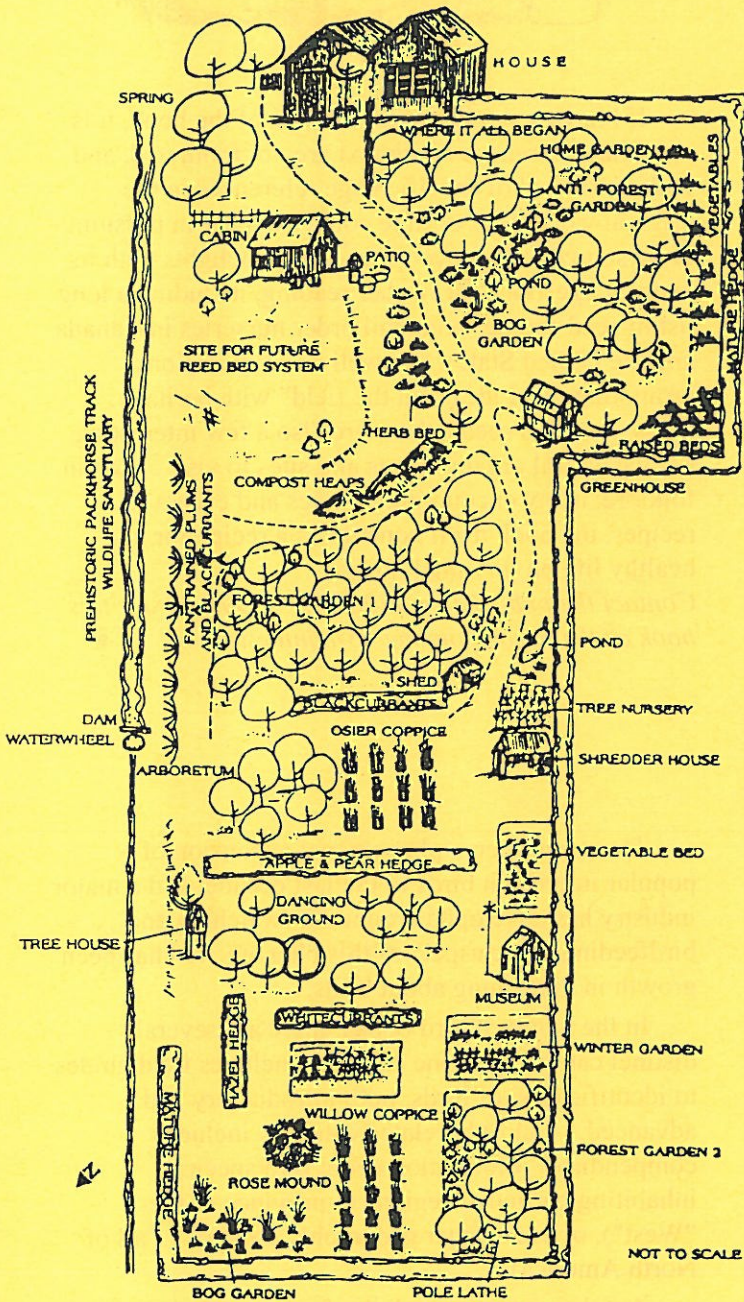 HOUSE
SPRING
WHERE IT ALL BEGAN
HOME GARDEN
ANTI-FOREST
GARDEN
VEGETABLES
MATURE HEDGE
CABIN
PATIO
POND
BOG
GARDEN
SITE FOR FUTURE
REED BED SYSTEM
HERB BED
RAISED BEDS
COMPOST HEAPS
GREENHOUSE
PREHISTORIC PACKHORSE TRACK
WILDLIFE SANCTUARY
FAN TRAINED PLUMS
AND BLACKCURRANTS
FOREST GARDEN 1
POND
SHED
BLACKCURRANTS
TREE NURSERY
DAM
WATERWHEEL
OSIER COPPICE
SHREDDER HOUSE
ARBORETUM
VEGETABLE BED
APPLE & PEAR HEDGE
DANCING
GROUND
TREE HOUSE
MUSEUM
HAZEL HEDGE
WHITECURRANTS
WINTER GARDEN
WILLOW COPPICE
MATURE HEDGE
FOREST GARDEN 2
ROSE MOUND
N
NOT TO SCALE
BOG GARDEN
POLE LATHE